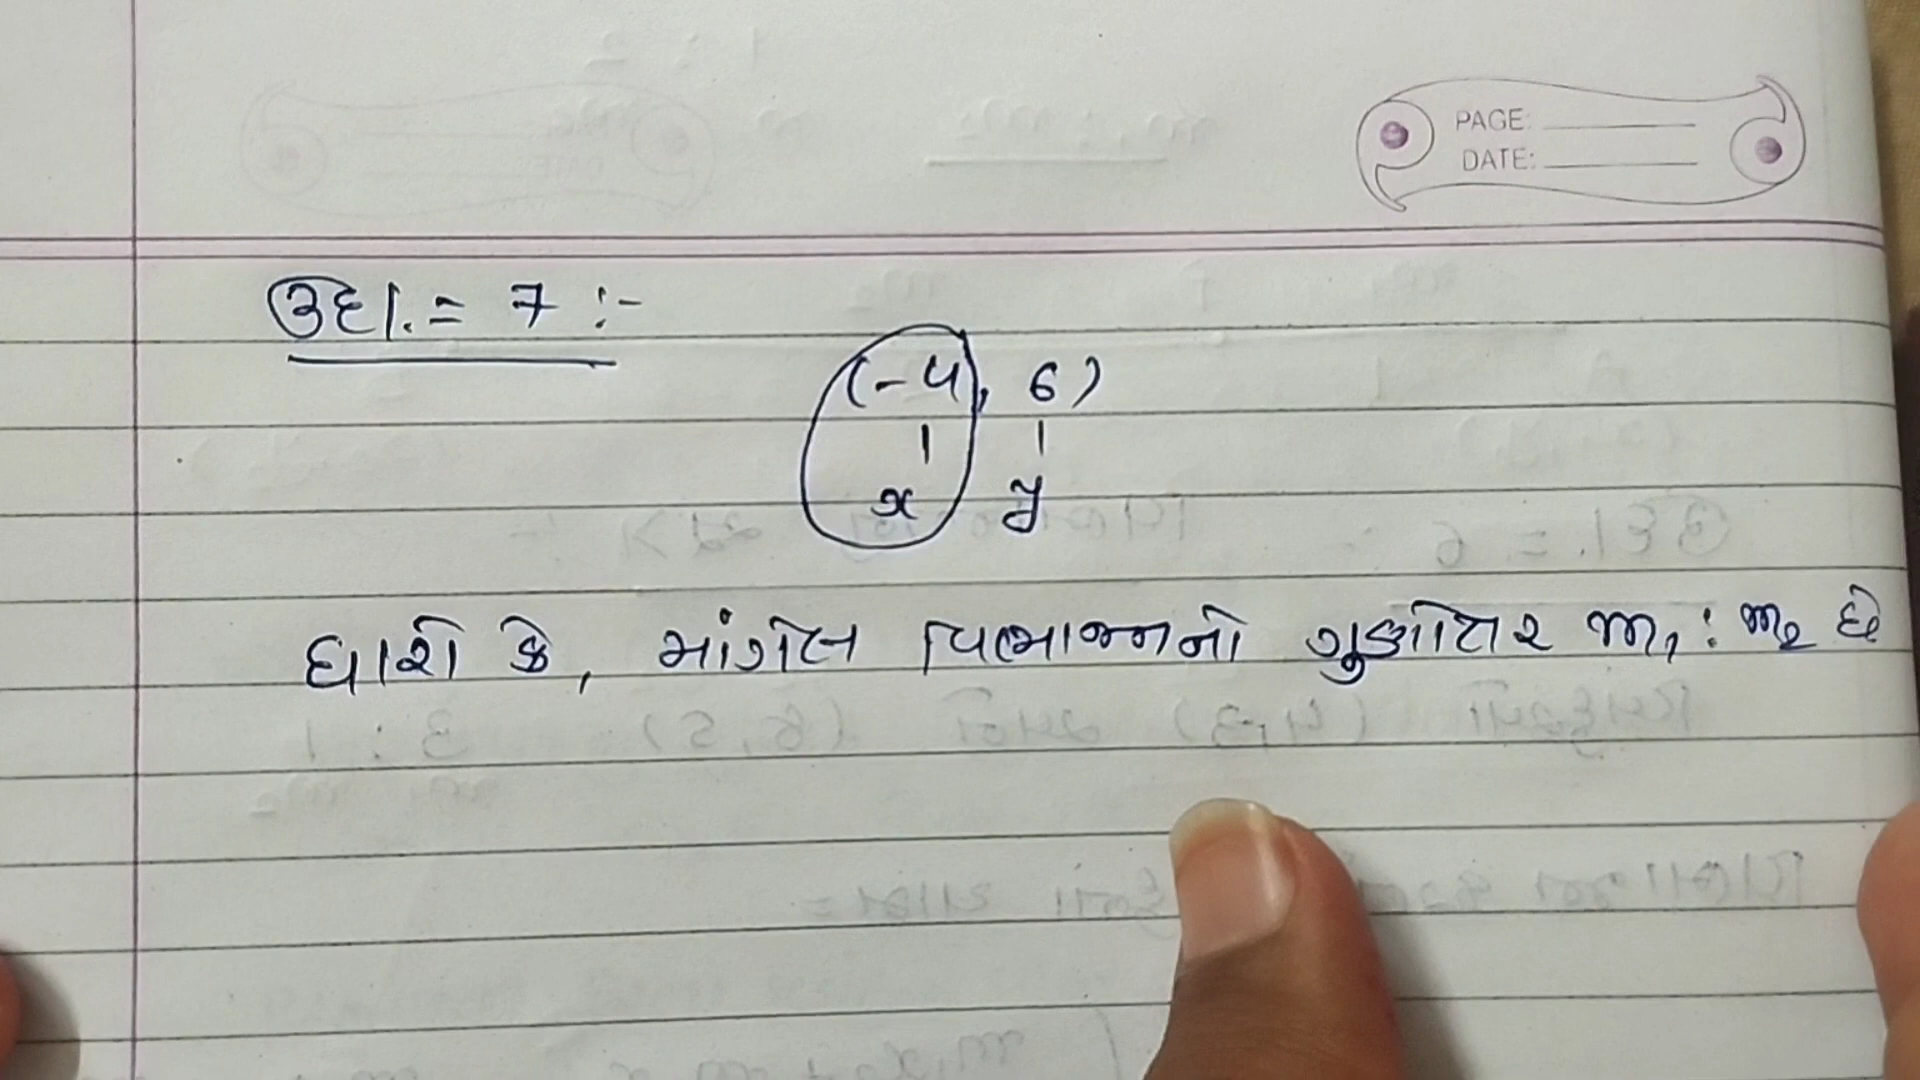 PAGE:
DATE:
ઉદા. = 7 :-
(-4, 6)
x y
ધારો કે, માંગેલ વિભાજનનો ગુણોત્તર m₁ : m₂ છે